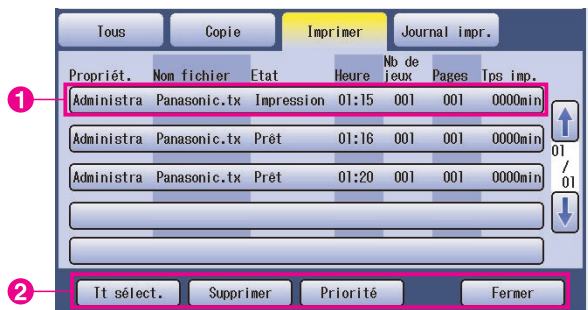 Tous Copie Imprimer Journal impr.
Propriét. Nom fichier Etat Heure Nb de jeux Pages Tps imp.
1 Administra Panasonic.tx Impression 01:15 001 001 0000min
Administra Panasonic.tx Prêt 01:16 001 001 0000min
01
/
01
Administra Panasonic.tx Prêt 01:20 001 001 0000min
2 Tt sélect. Supprimer Priorité Fermer